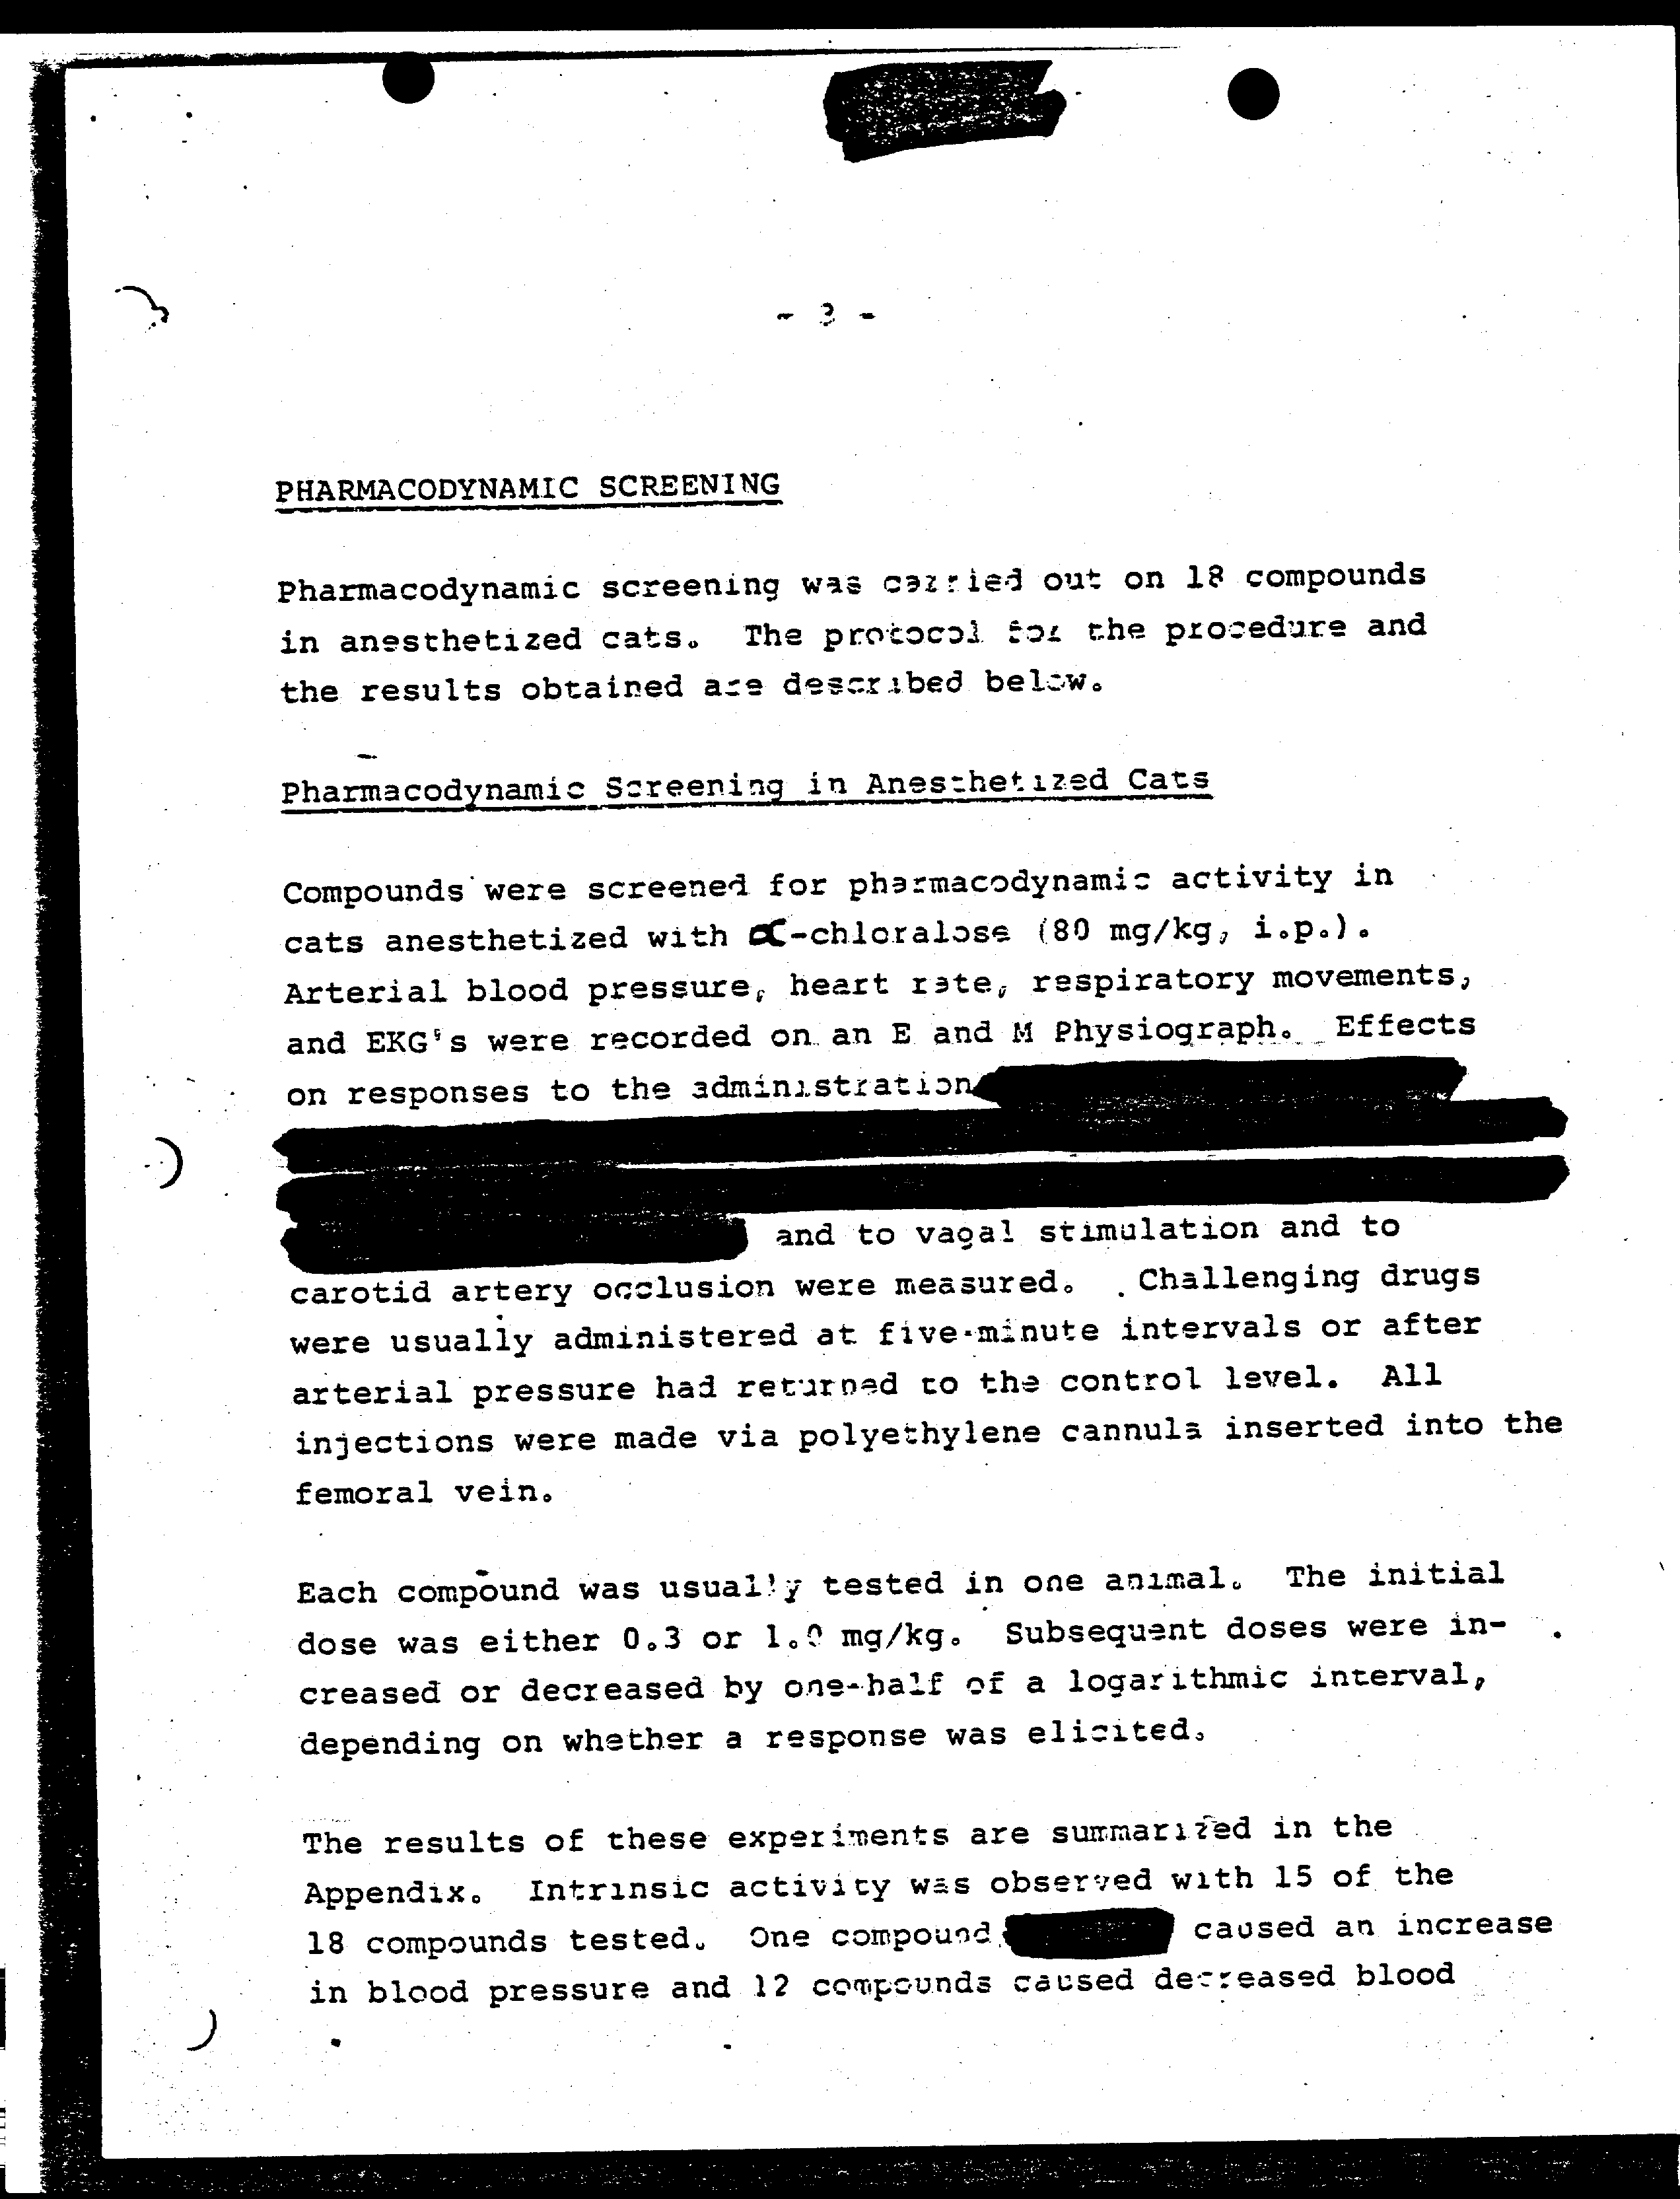 - 3 -
PHARMACODYNAMIC SCREENING
Pharmacodynamic screening was carried out on 18 compounds
in anesthetized cats. The protocol for the procedure and
the results obtained are described below.
Pharmacodynamic Screening in Anesthetized Cats
Compounds were screened for pharmacodynamic activity in
cats anesthetized with α-chloralose (80 mg/kg, i.p.).
Arterial blood pressure, heart rate, respiratory movements,
and EKG's were recorded on an E and M Physiograph. Effects
on responses to the administration
and to vagal stimulation and to
carotid artery occlusion were measured. Challenging drugs
were usually administered at five-minute intervals or after
arterial pressure had returned to the control level. All
injections were made via polyethylene cannula inserted into the
femoral vein.
Each compound was usually tested in one animal. The initial
dose was either 0.3 or 1.0 mg/kg. Subsequent doses were in-
creased or decreased by one-half of a logarithmic interval,
depending on whether a response was elicited.
The results of these experiments are summarized in the
Appendix. Intrinsic activity was observed with 15 of the
18 compounds tested. One compound caused an increase
in blood pressure and 12 compounds caused decreased blood